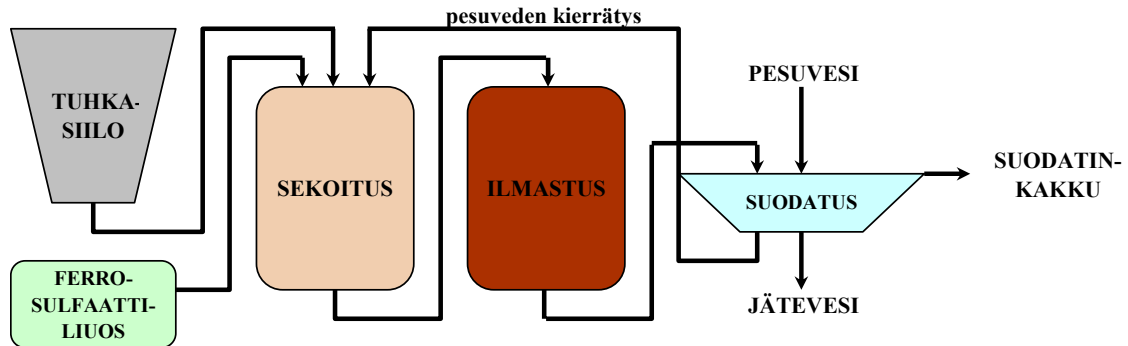 pesuveden kierrätys
TUHKA-
SIILO
FERRO-
SULFAATTI-
LIUOS
SEKOITUS
ILMASTUS
PESUVESI
SUODATUS
JÄTEVESI
SUODATIN-
KAKKU